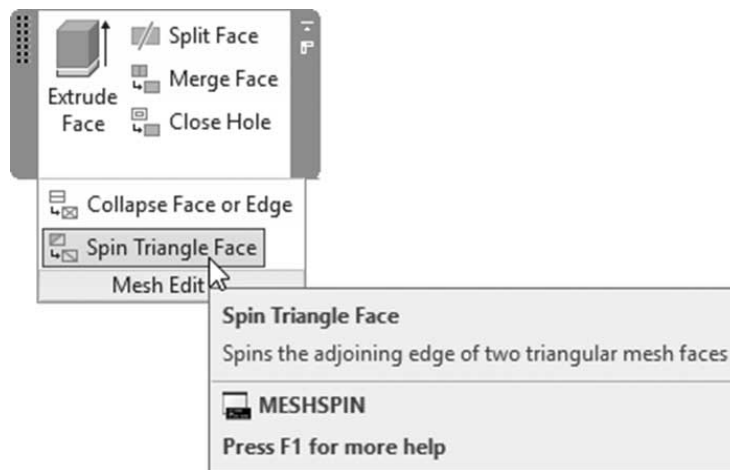 Extrude
Face
Split Face
Merge Face
Close Hole
Collapse Face or Edge
Spin Triangle Face
Mesh Edit
Spin Triangle Face
Spins the adjoining edge of two triangular mesh faces
MESHSPIN
Press F1 for more help